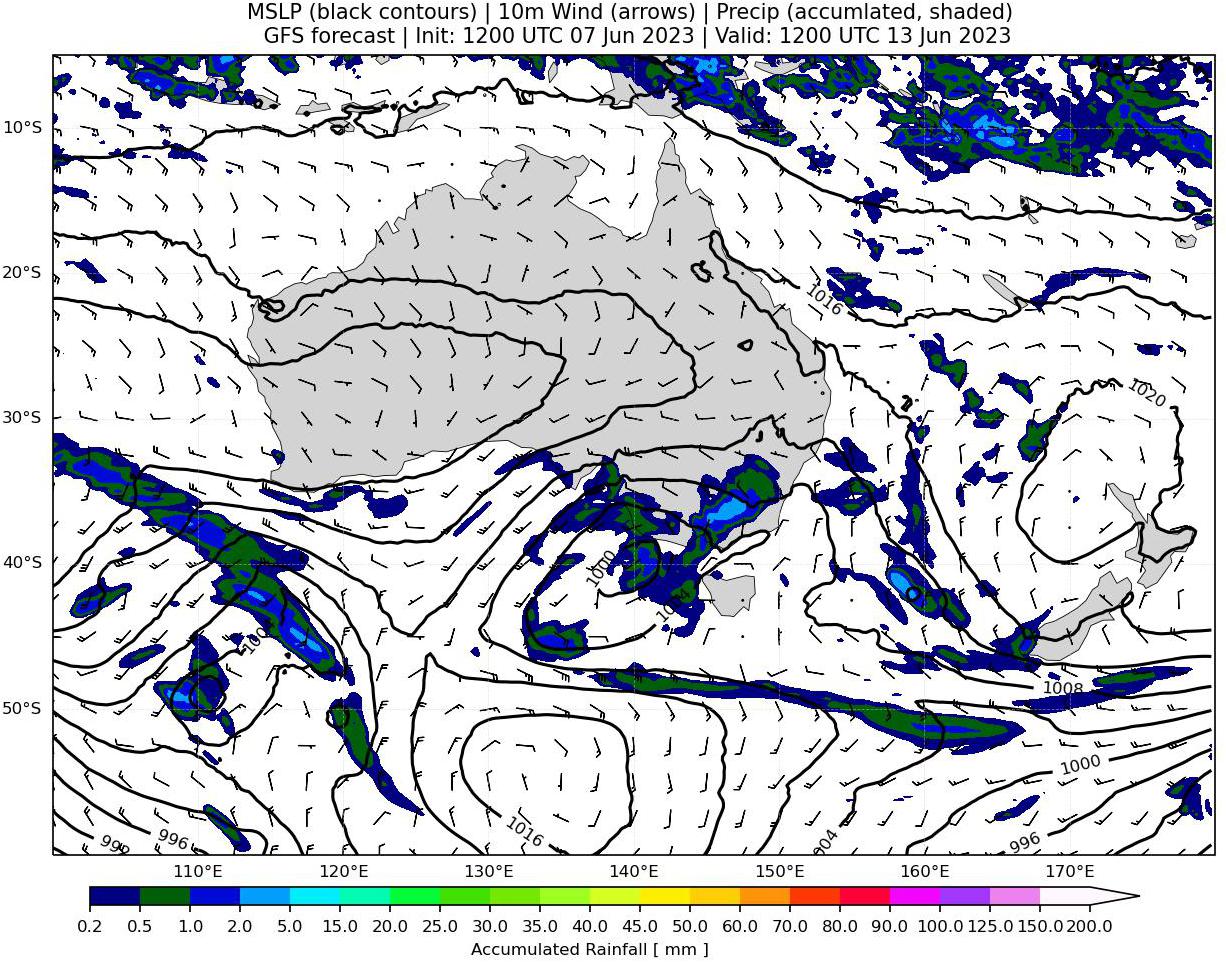 MSLP (black contours) | 10m Wind (arrows) | Precip (accumlated, shaded)
GFS forecast | Init: 1200 UTC 07 Jun 2023 | Valid: 1200 UTC 13 Jun 2023
10°S
20°S
1016
1020
30°S
40°S
1000
1004
1008
50°S
1000
1016
996
996
110°E 120°E 130°E 140°E 150°E 160°E 170°E
0.2 0.5 1.0 2.0 5.0 10.0 15.0 20.0 25.0 30.0 35.0 40.0 45.0 50.0 60.0 70.0 80.0 90.0 100.0 125.0 150.0 200.0
Accumulated Rainfall [ mm ]